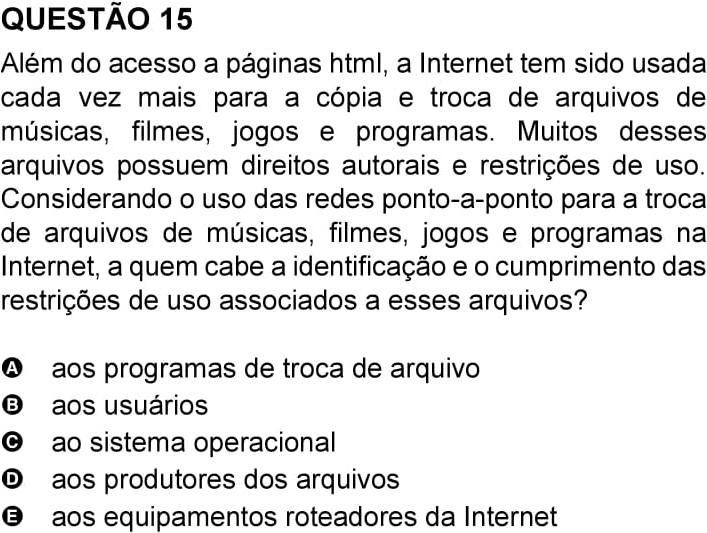 QUESTÃO 15
Além do acesso a páginas html, a Internet tem sido usada
cada vez mais para a cópia e troca de arquivos de
músicas, filmes, jogos e programas. Muitos desses
arquivos possuem direitos autorais e restrições de uso.
Considerando o uso das redes ponto-a-ponto para a troca
de arquivos de músicas, filmes, jogos e programas na
Internet, a quem cabe a identificação e o cumprimento das
restrições de uso associados a esses arquivos?
A aos programas de troca de arquivo
B aos usuários
C ao sistema operacional
D aos produtores dos arquivos
E aos equipamentos roteadores da Internet